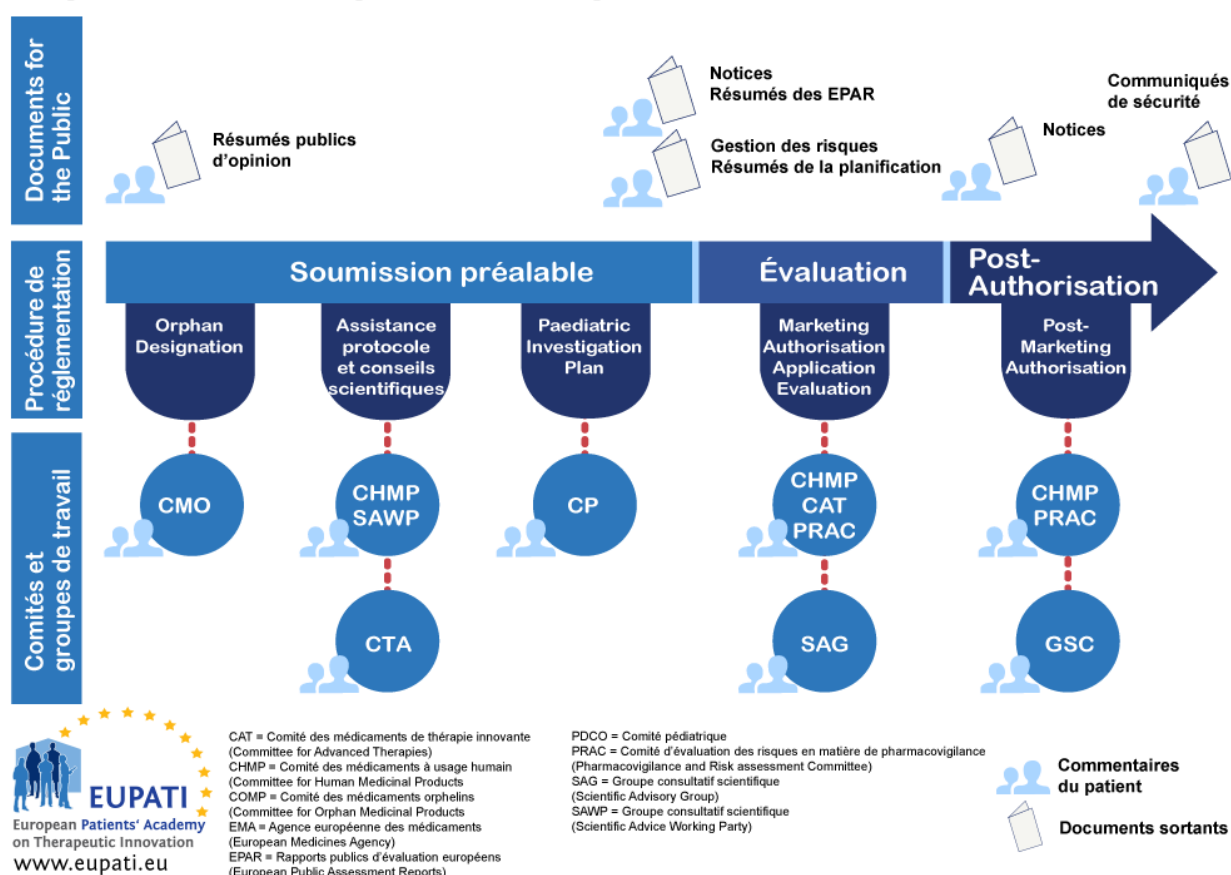 Documents for
the Public
Résumés publics
d'opinion
Notices
Résumés des EPAR
Gestion des risques
Résumés de la planification
Notices
Communiqués
de sécurité
Procédure de
réglementation
Soumission préalable
Évaluation
Post-
Authorisation
Orphan
Designation
Assistance
protocole
et conseils
scientifiques
Paediatric
Investigation
Plan
Marketing
Authorisation
Application
Evaluation
Post-
Marketing
Authorisation
Comités et
groupes de travail
CMO
CHMP
SAWP
CP
CHMP
CAT
PRAC
CHMP
PRAC
CTA
SAG
GSC
EUPATI
European Patients' Academy
on Therapeutic Innovation
www.eupati.eu
CAT = Comité des médicaments de thérapie innovante
(Committee for Advanced Therapies)
CHMP = Comité des médicaments à usage humain
(Committee for Human Medicinal Products
COMP = Comité des médicaments orphelins
(Committee for Orphan Medicinal Products
EMA = Agence européenne des médicaments
(European Medicines Agency)
EPAR = Rapports publics d'évaluation européens
(European Public Assessment Reports)
PDCO = Comité pédiatrique
PRAC = Comité d'évaluation des risques en matière de pharmacovigilance
(Pharmacovigilance and Risk assessment Committee)
SAG = Groupe consultatif scientifique
(Scientific Advisory Group)
SAWP = Groupe consultatif scientifique
(Scientific Advice Working Party)
Commentaires
du patient
Documents sortants